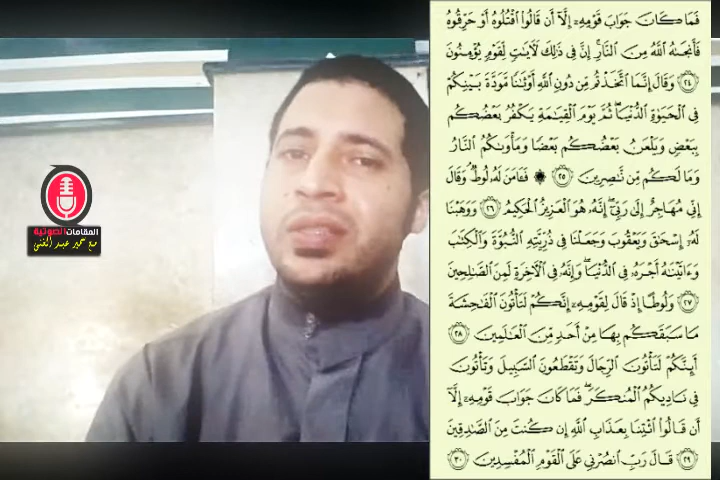 المقامات الصوتية
مع سمير عبد الغني
فَمَا كَانَ جَوَابَ قَوْمِهِۦٓ إِلَّآ أَن قَالُوا۟ ٱقْتُلُوهُ أَوْ حَرِّقُوهُ
فَأَنجَىٰهُ ٱللَّهُ مِنَ ٱلنَّارِ ۚ إِنَّ فِى ذَٰلِكَ لَـَٔايَـٰتٍ لِّقَوْمٍ يُؤْمِنُونَ
٢٤ وَقَالَ إِنَّمَا ٱتَّخَذْتُم مِّن دُونِ ٱللَّهِ أَوْثَـٰنًا مَّوَدَّةَ بَيْنِكُمْ
فِى ٱلْحَيَوٰةِ ٱلدُّنْيَا ۖ ثُمَّ يَوْمَ ٱلْقِيَـٰمَةِ يَكْفُرُ بَعْضُكُم
بِبَعْضٍ وَيَلْعَنُ بَعْضُكُم بَعْضًا وَمَأْوَىٰكُمُ ٱلنَّارُ
وَمَا لَكُم مِّن نَّـٰصِرِينَ ٢٥ ۞ فَـَٔامَنَ لَهُۥ لُوطٌ ۘ وَقَالَ
إِنِّى مُهَاجِرٌ إِلَىٰ رَبِّىٓ ۖ إِنَّهُۥ هُوَ ٱلْعَزِيزُ ٱلْحَكِيمُ ٢٦ وَوَهَبْنَا
لَهُۥٓ إِسْحَـٰقَ وَيَعْقُوبَ وَجَعَلْنَا فِى ذُرِّيَّتِهِ ٱلنُّبُوَّةَ وَٱلْكِتَـٰبَ
وَءَاتَيْنَـٰهُ أَجْرَهُۥ فِى ٱلدُّنْيَا ۖ وَإِنَّهُۥ فِى ٱلْـَٔاخِرَةِ لَمِنَ ٱلصَّـٰلِحِينَ
٢٧ وَلُوطًا إِذْ قَالَ لِقَوْمِهِۦٓ إِنَّكُمْ لَتَأْتُونَ ٱلْفَـٰحِشَةَ
مَا سَبَقَكُم بِهَا مِنْ أَحَدٍ مِّنَ ٱلْعَـٰلَمِينَ ٢٨
أَئِنَّكُمْ لَتَأْتُونَ ٱلرِّجَالَ وَتَقْطَعُونَ ٱلسَّبِيلَ وَتَأْتُونَ
فِى نَادِيكُمُ ٱلْمُنكَرَ ۖ فَمَا كَانَ جَوَابَ قَوْمِهِۦٓ إِلَّآ
أَن قَالُوا۟ ٱئْتِنَا بِعَذَابِ ٱللَّهِ إِن كُنتَ مِنَ ٱلصَّـٰدِقِينَ
٢٩ قَالَ رَبِّ ٱنصُرْنِى عَلَى ٱلْقَوْمِ ٱلْمُفْسِدِينَ ٣٠